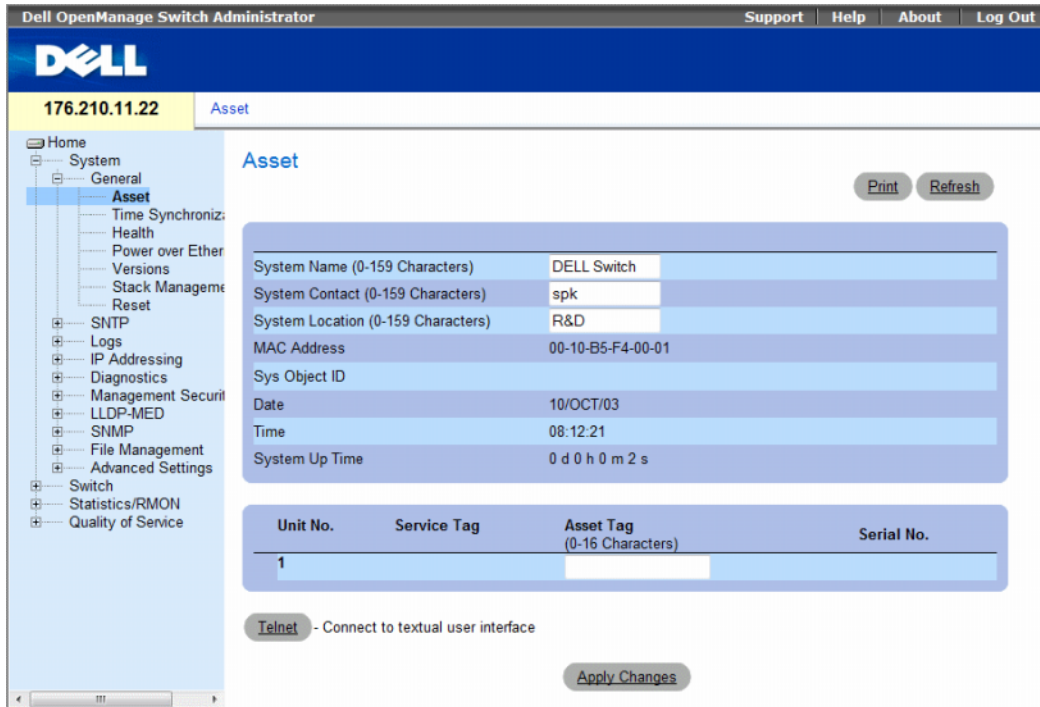 Dell OpenManage Switch Administrator
Support
Help
About
Log Out
DELL
176.210.11.22
Asset
Home
System
General
Asset
Time Synchroniz
Health
Power over Ether
Versions
Stack Manageme
Reset
SNTP
Logs
IP Addressing
Diagnostics
Management Securit
LLDP-MED
SNMP
File Management
Advanced Settings
Switch
Statistics/RMON
Quality of Service
Asset
Print
Refresh
System Name (0-159 Characters) DELL Switch
System Contact (0-159 Characters) spk
System Location (0-159 Characters) R&D
MAC Address 00-10-B5-F4-00-01
Sys Object ID
Date 10/OCT/03
Time 08:12:21
System Up Time 0 d 0 h 0 m 2 s
Unit No. Service Tag Asset Tag Serial No.
(0-16 Characters)
1
Telnet - Connect to textual user interface
Apply Changes